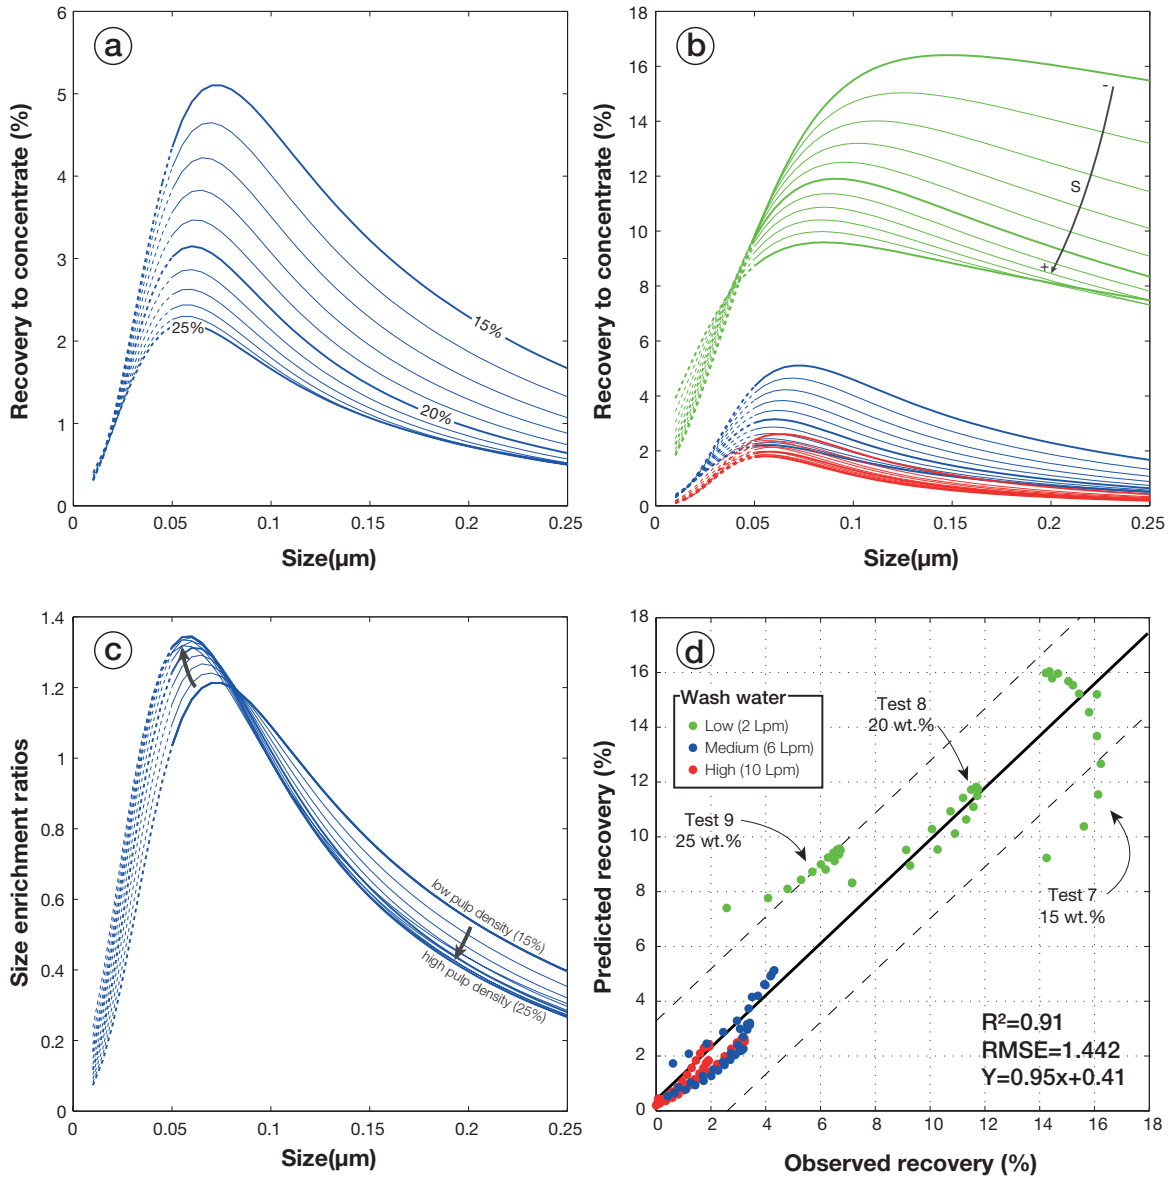 a
Recovery to concentrate (%)
6
5
4
3
2
1
0
15%
20%
25%
0
0.05
0.1
0.15
0.2
0.25
Size(µm)
b
Recovery to concentrate (%)
18
16
14
12
10
8
6
4
2
0
-
S
+
0
0.05
0.1
0.15
0.2
0.25
Size(µm)
c
Size enrichment ratios
1.4
1.2
1
0.8
0.6
0.4
0.2
0
low pulp density (15%)
high pulp density (25%)
0
0.05
0.1
0.15
0.2
0.25
Size(µm)
d
Predicted recovery (%)
18
16
14
12
10
8
6
4
2
0
Wash water
Low (2 Lpm)
Medium (6 Lpm)
High (10 Lpm)
Test 8
20 wt.%
Test 9
25 wt.%
Test 7
15 wt.%
R²=0.91
RMSE=1.442
Y=0.95x+0.41
0
2
4
6
8
10
12
14
16
18
Observed recovery (%)